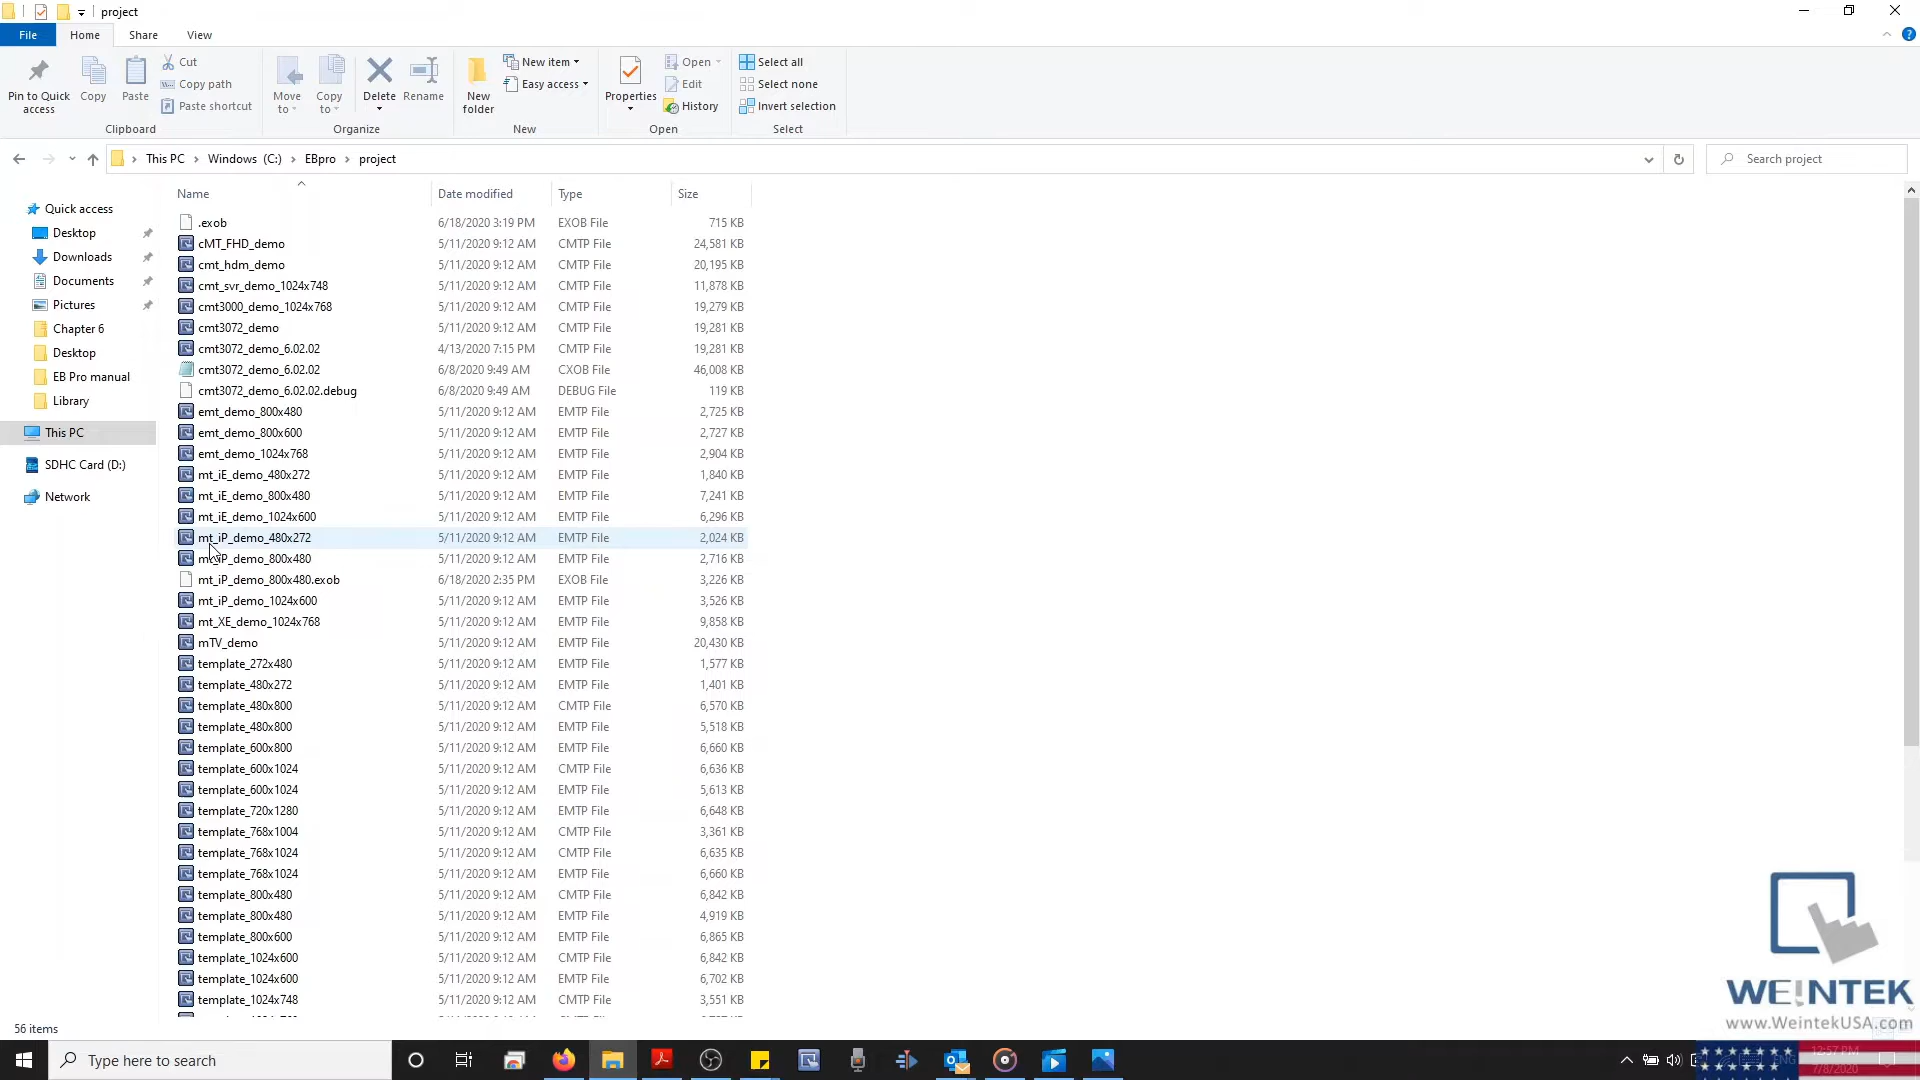 project
File Home Share View
Pin to Quick access
Copy
Paste
Cut
Copy path
Paste shortcut
Clipboard
Move to
Copy to
Delete
Rename
Organize
New folder
New item
Easy access
New
Properties
Open
Edit
History
Open
Select all
Select none
Invert selection
Select
This PC Windows (C:) EBpro project
Search project
Quick access
Desktop
Downloads
Documents
Pictures
Chapter 6
Desktop
EB Pro manual
Library
This PC
SDHC Card (D:)
Network
Name Date modified Type Size
.exob 6/18/2020 3:19 PM EXOB File 715 KB
cMT_FHD_demo 5/11/2020 9:12 AM CMTP File 24,581 KB
cmt_hdm_demo 5/11/2020 9:12 AM CMTP File 20,195 KB
cmt_svr_demo_1024x748 5/11/2020 9:12 AM CMTP File 11,878 KB
cmt3000_demo_1024x768 5/11/2020 9:12 AM CMTP File 19,279 KB
cmt3072_demo 5/11/2020 9:12 AM CMTP File 19,281 KB
cmt3072_demo_6.02.02 4/13/2020 7:15 PM CMTP File 19,281 KB
cmt3072_demo_6.02.02 6/8/2020 9:49 AM CXOB File 46,008 KB
cmt3072_demo_6.02.02.debug 6/8/2020 9:49 AM DEBUG File 119 KB
emt_demo_800x480 5/11/2020 9:12 AM EMTP File 2,725 KB
emt_demo_800x600 5/11/2020 9:12 AM EMTP File 2,727 KB
emt_demo_1024x768 5/11/2020 9:12 AM EMTP File 2,904 KB
mt_iE_demo_480x272 5/11/2020 9:12 AM EMTP File 1,840 KB
mt_iE_demo_800x480 5/11/2020 9:12 AM EMTP File 7,241 KB
mt_iE_demo_1024x600 5/11/2020 9:12 AM EMTP File 6,296 KB
mt_iP_demo_480x272 5/11/2020 9:12 AM EMTP File 2,024 KB
mt_iP_demo_800x480 5/11/2020 9:12 AM EMTP File 2,716 KB
mt_iP_demo_800x480.exob 6/18/2020 2:35 PM EXOB File 3,226 KB
mt_iP_demo_1024x600 5/11/2020 9:12 AM EMTP File 3,526 KB
mt_XE_demo_1024x768 5/11/2020 9:12 AM EMTP File 9,858 KB
mTV_demo 5/11/2020 9:12 AM EMTP File 20,430 KB
template_272x480 5/11/2020 9:12 AM EMTP File 1,577 KB
template_480x272 5/11/2020 9:12 AM EMTP File 1,401 KB
template_480x800 5/11/2020 9:12 AM CMTP File 6,570 KB
template_480x800 5/11/2020 9:12 AM EMTP File 5,518 KB
template_600x800 5/11/2020 9:12 AM EMTP File 6,660 KB
template_600x1024 5/11/2020 9:12 AM CMTP File 6,636 KB
template_600x1024 5/11/2020 9:12 AM EMTP File 5,613 KB
template_720x1280 5/11/2020 9:12 AM EMTP File 6,648 KB
template_768x1004 5/11/2020 9:12 AM CMTP File 3,361 KB
template_768x1024 5/11/2020 9:12 AM CMTP File 6,635 KB
template_768x1024 5/11/2020 9:12 AM EMTP File 6,660 KB
template_800x480 5/11/2020 9:12 AM CMTP File 6,842 KB
template_800x480 5/11/2020 9:12 AM EMTP File 4,919 KB
template_800x600 5/11/2020 9:12 AM EMTP File 6,865 KB
template_1024x600 5/11/2020 9:12 AM CMTP File 6,842 KB
template_1024x600 5/11/2020 9:12 AM EMTP File 6,702 KB
template_1024x748 5/11/2020 9:12 AM CMTP File 3,551 KB
56 items
WEINTEK
www.WeintekUSA.com
Type here to search
12:57 PM
7/8/2020